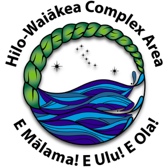 Hilo-Waiākea Complex Area
E Mālama! E Ulu! E Ola!